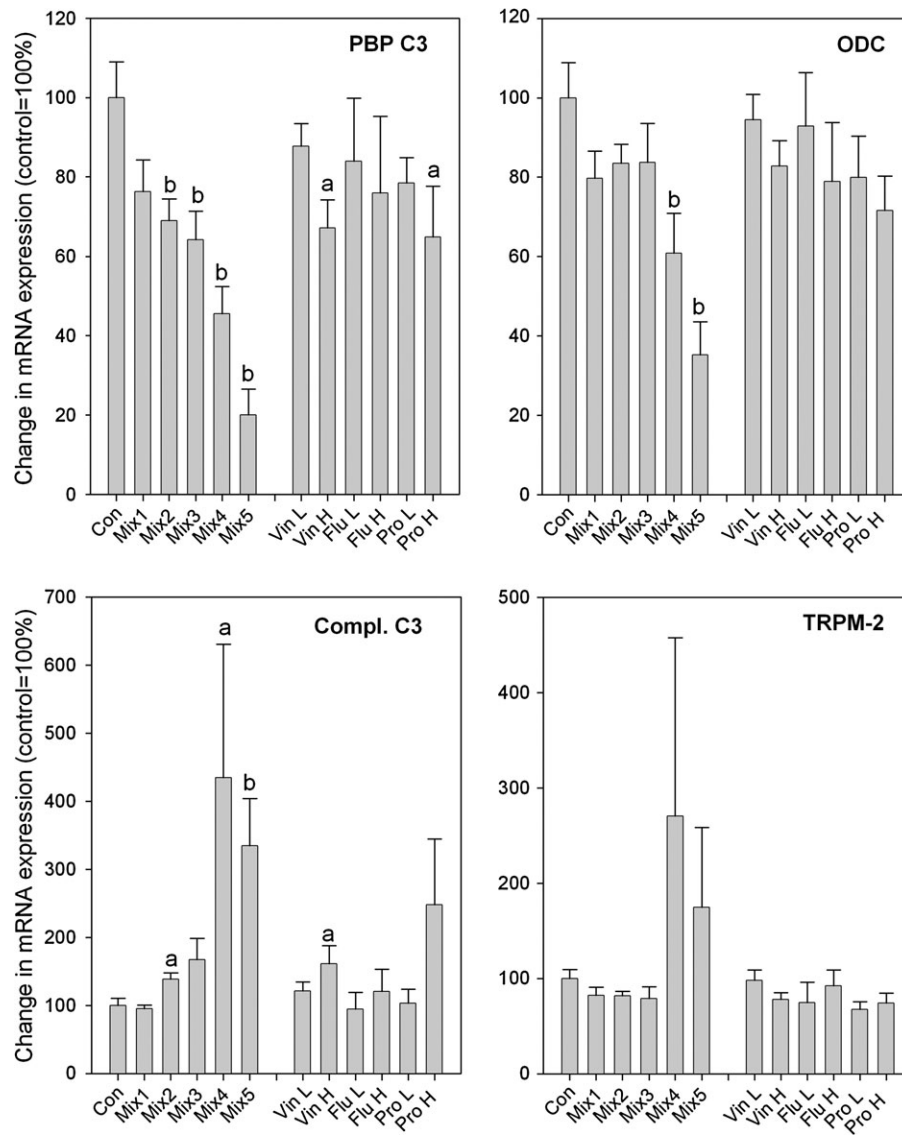 PBP C3
Change in mRNA expression (control=100%)
120
100
80
60
40
20
0
b
b
b
b
a
a
Con
Mix1
Mix2
Mix3
Mix4
Mix5
Vin L
Vin H
Flu L
Flu H
Pro L
Pro H
ODC
120
100
80
60
40
20
0
b
b
Con
Mix1
Mix2
Mix3
Mix4
Mix5
Vin L
Vin H
Flu L
Flu H
Pro L
Pro H
Compl. C3
Change in mRNA expression (control=100%)
700
600
500
400
300
200
100
0
a
a
b
a
Con
Mix1
Mix2
Mix3
Mix4
Mix5
Vin L
Vin H
Flu L
Flu H
Pro L
Pro H
TRPM-2
500
400
300
200
100
0
Con
Mix1
Mix2
Mix3
Mix4
Mix5
Vin L
Vin H
Flu L
Flu H
Pro L
Pro H